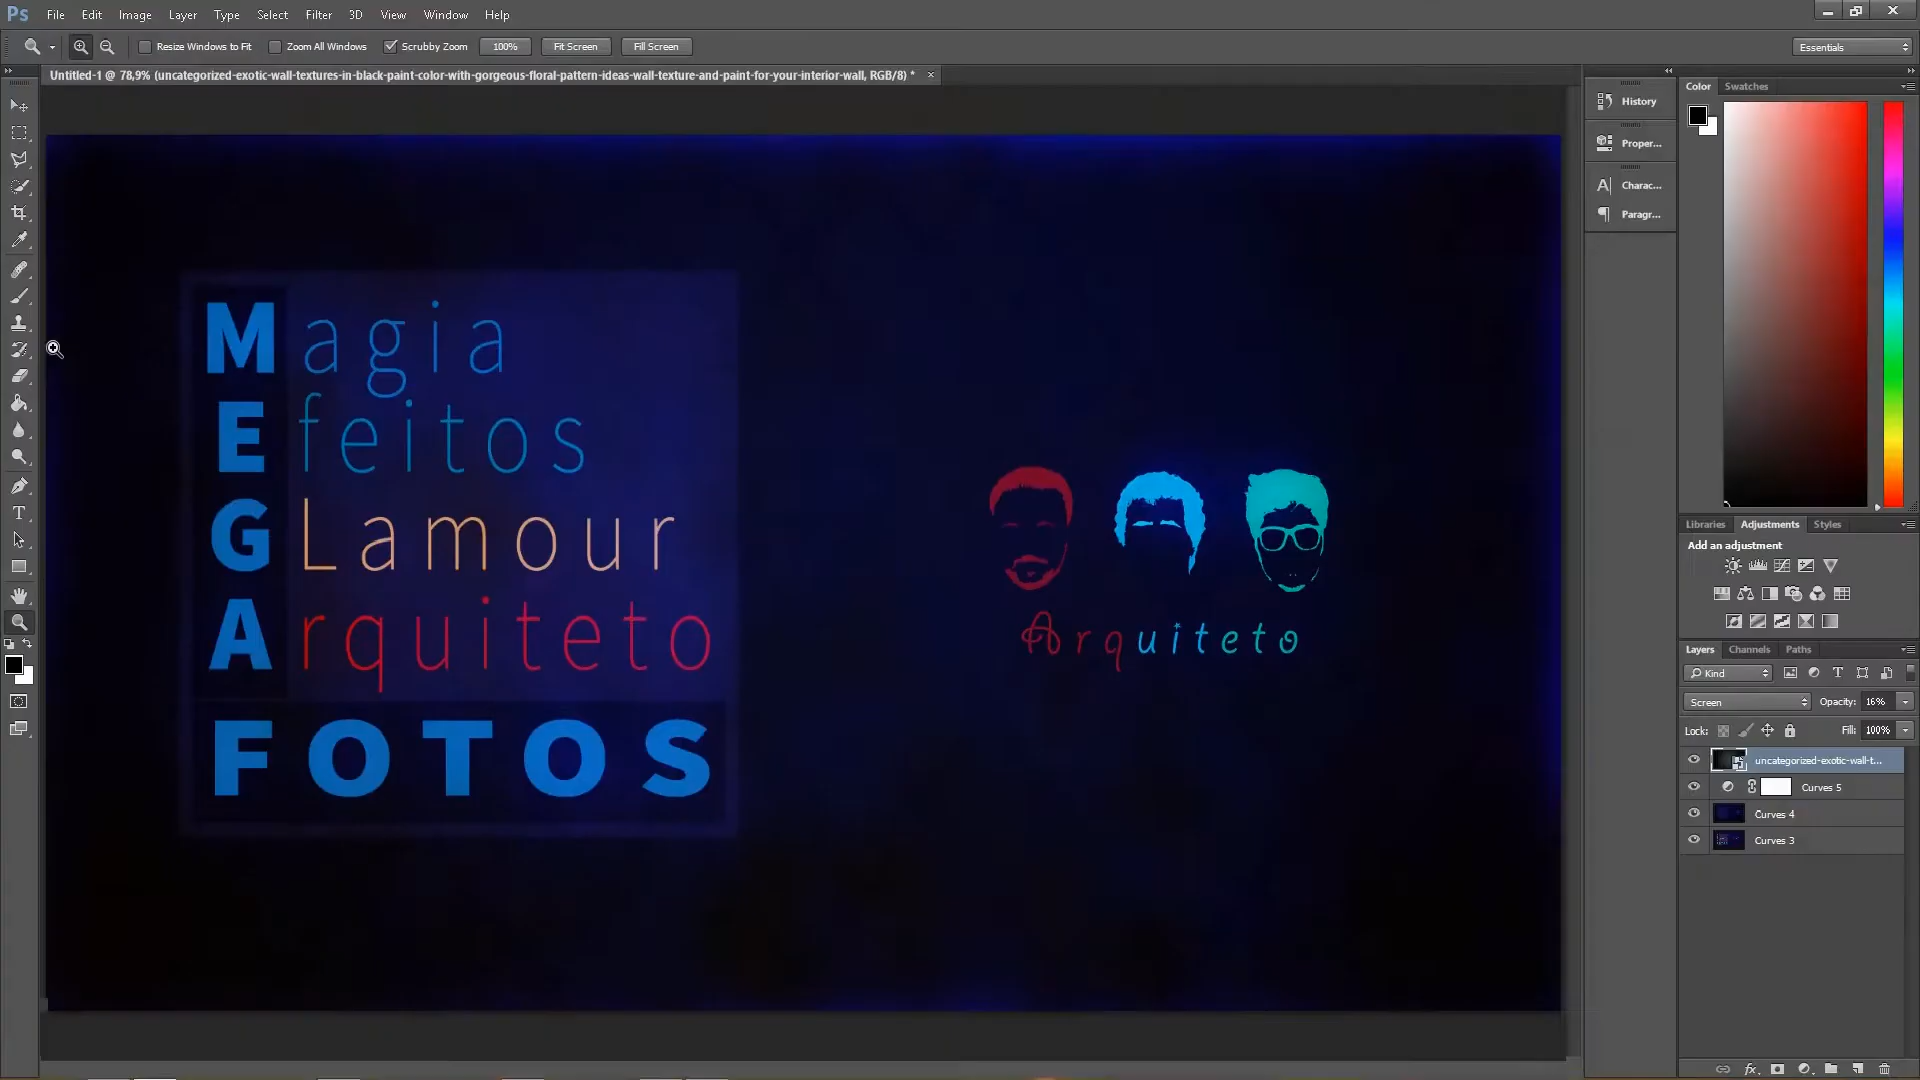 Ps File Edit Image Layer Type Select Filter 3D View Window Help
Resize Windows to Fit Zoom All Windows Scrubby Zoom 100% Fit Screen Fill Screen Essentials
Untitled-1 @ 78,9% (uncategorized-exotic-wall-textures-in-black-paint-color-with-gorgeous-floral-pattern-ideas-wall-texture-and-paint-for-your-interior-wall, RGB/8) *
Magia
Efeitos
GLamour
Arquiteto
FOTOS
Arquiteto
History
Proper...
Charac...
Paragr...
Color Swatches
Libraries Adjustments Styles
Add an adjustment
Layers Channels Paths
Kind
Screen Opacity: 16%
Lock: Fill: 100%
uncategorized-exotic-wall-t...
Curves 5
Curves 4
Curves 3